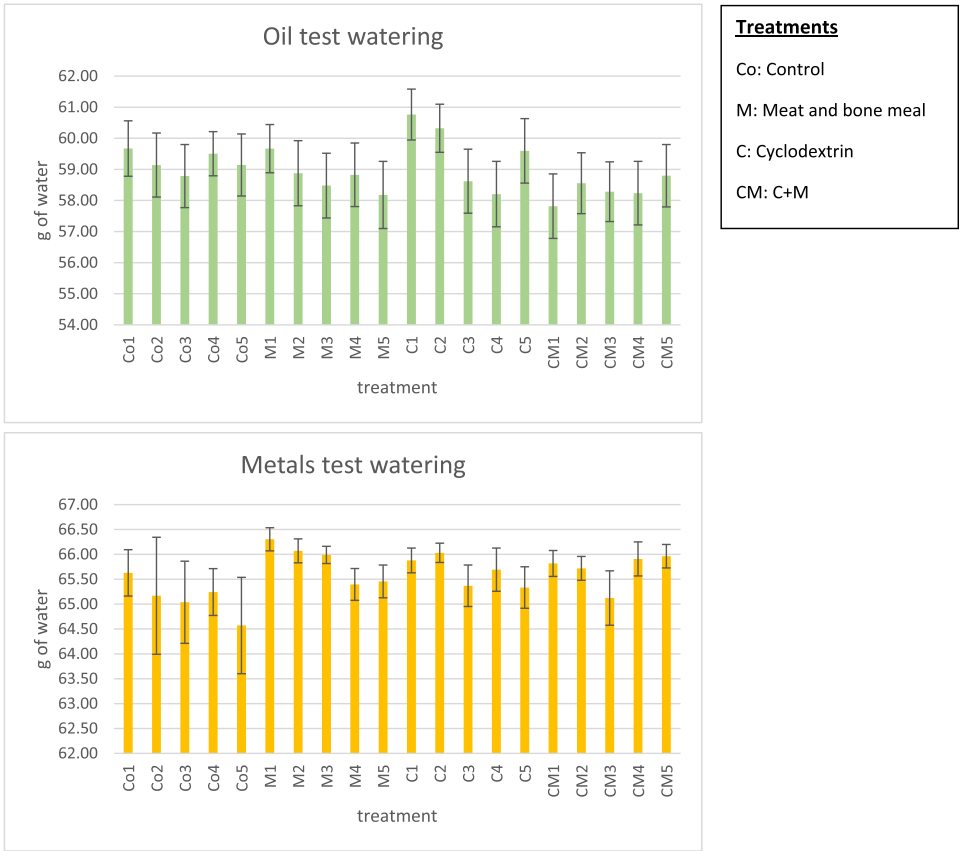 Oil test watering
62.00
61.00
60.00
59.00
58.00
57.00
56.00
55.00
54.00
g of water
Co1 Co2 Co3 Co4 Co5 M1 M2 M3 M4 M5 C1 C2 C3 C4 C5 CM1 CM2 CM3 CM4 CM5
treatment
Treatments
Co: Control
M: Meat and bone meal
C: Cyclodextrin
CM: C+M
Metals test watering
67.00
66.50
66.00
65.50
65.00
64.50
64.00
63.50
63.00
62.50
62.00
g of water
Co1 Co2 Co3 Co4 Co5 M1 M2 M3 M4 M5 C1 C2 C3 C4 C5 CM1 CM2 CM3 CM4 CM5
treatment